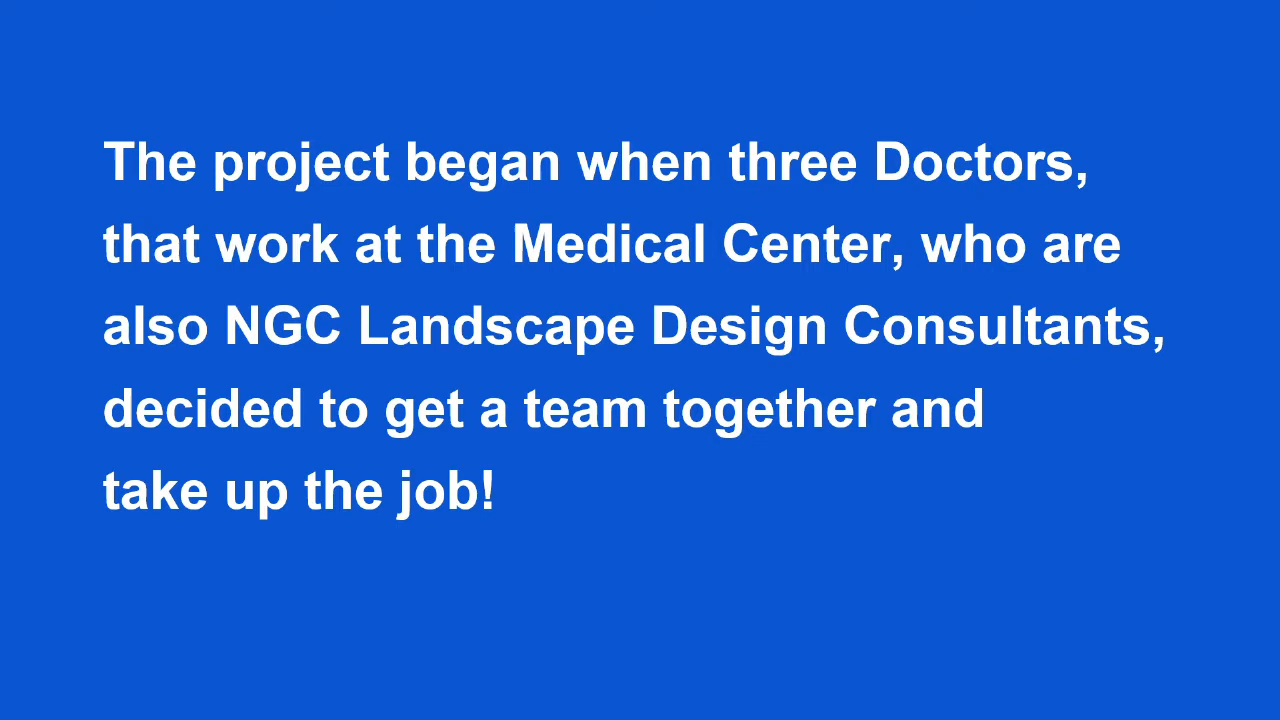 The project began when three Doctors,
that work at the Medical Center, who are
also NGC Landscape Design Consultants,
decided to get a team together and
take up the job!